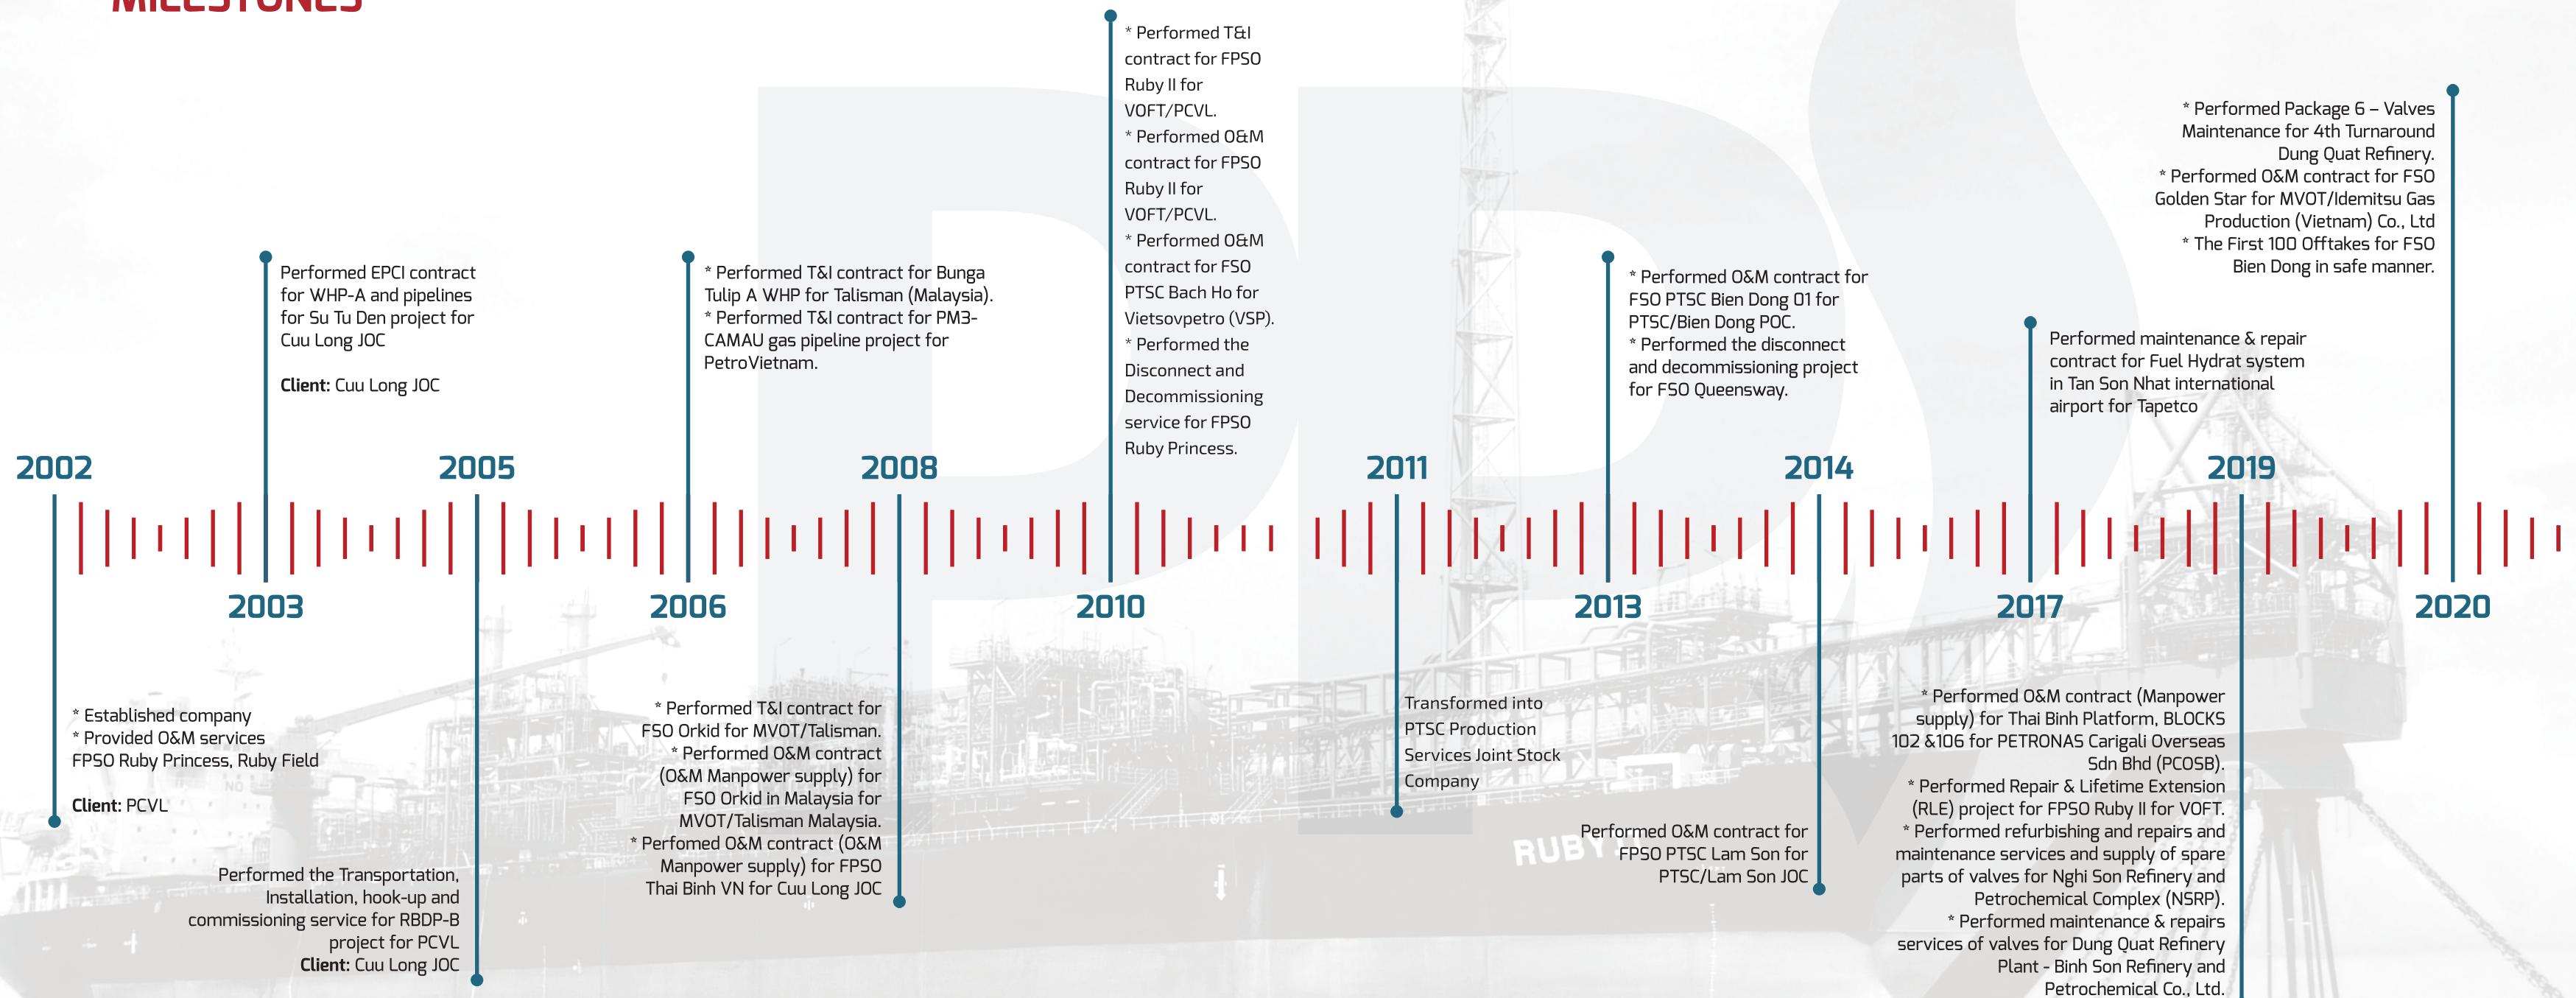 MILESTONES
2002
* Established company
* Provided O&M services
FPSO Ruby Princess, Ruby Field
Client: PCVL
2003
Performed EPCI contract
for WHP-A and pipelines
for Su Tu Den project for
Cuu Long JOC
Client: Cuu Long JOC
2005
Performed the Transportation,
Installation, hook-up and
commissioning service for RBDP-B
project for PCVL
Client: Cuu Long JOC
2006
* Performed T&I contract for Bunga
Tulip A WHP for Talisman (Malaysia).
* Performed T&I contract for PM3-
CAMAU gas pipeline project for
PetroVietnam.
2008
* Performed T&I contract for
FSO Orkid for MVOT/Talisman.
* Performed O&M contract
(O&M Manpower supply) for
FSO Orkid in Malaysia for
MVOT/Talisman Malaysia.
* Perfomed O&M contract (O&M
Manpower supply) for FPSO
Thai Binh VN for Cuu Long JOC
2010
* Performed T&I
contract for FPSO
Ruby II for
VOFT/PCVL.
* Performed O&M
contract for FPSO
Ruby II for
VOFT/PCVL.
* Performed O&M
contract for FSO
PTSC Bach Ho for
Vietsovpetro (VSP).
* Performed the
Disconnect and
Decommissioning
service for FPSO
Ruby Princess.
2011
Transformed into
PTSC Production
Services Joint Stock
Company
2013
* Performed O&M contract for
FSO PTSC Bien Dong 01 for
PTSC/Bien Dong POC.
* Performed the disconnect
and decommissioning project
for FSO Queensway.
2014
Performed O&M contract for
FPSO PTSC Lam Son for
PTSC/Lam Son JOC
2017
Performed maintenance & repair
contract for Fuel Hydrat system
in Tan Son Nhat international
airport for Tapetco
2019
* Performed O&M contract (Manpower
supply) for Thai Binh Platform, BLOCKS
102 &106 for PETRONAS Carigali Overseas
Sdn Bhd (PCOSB).
* Performed Repair & Lifetime Extension
(RLE) project for FPSO Ruby II for VOFT.
* Performed refurbishing and repairs and
maintenance services and supply of spare
parts of valves for Nghi Son Refinery and
Petrochemical Complex (NSRP).
* Performed maintenance & repairs
services of valves for Dung Quat Refinery
Plant - Binh Son Refinery and
Petrochemical Co., Ltd.
2020
* Performed Package 6 – Valves
Maintenance for 4th Turnaround
Dung Quat Refinery.
* Performed O&M contract for FSO
Golden Star for MVOT/Idemitsu Gas
Production (Vietnam) Co., Ltd
* The First 100 Offtakes for FSO
Bien Dong in safe manner.
PPS
RUBY II